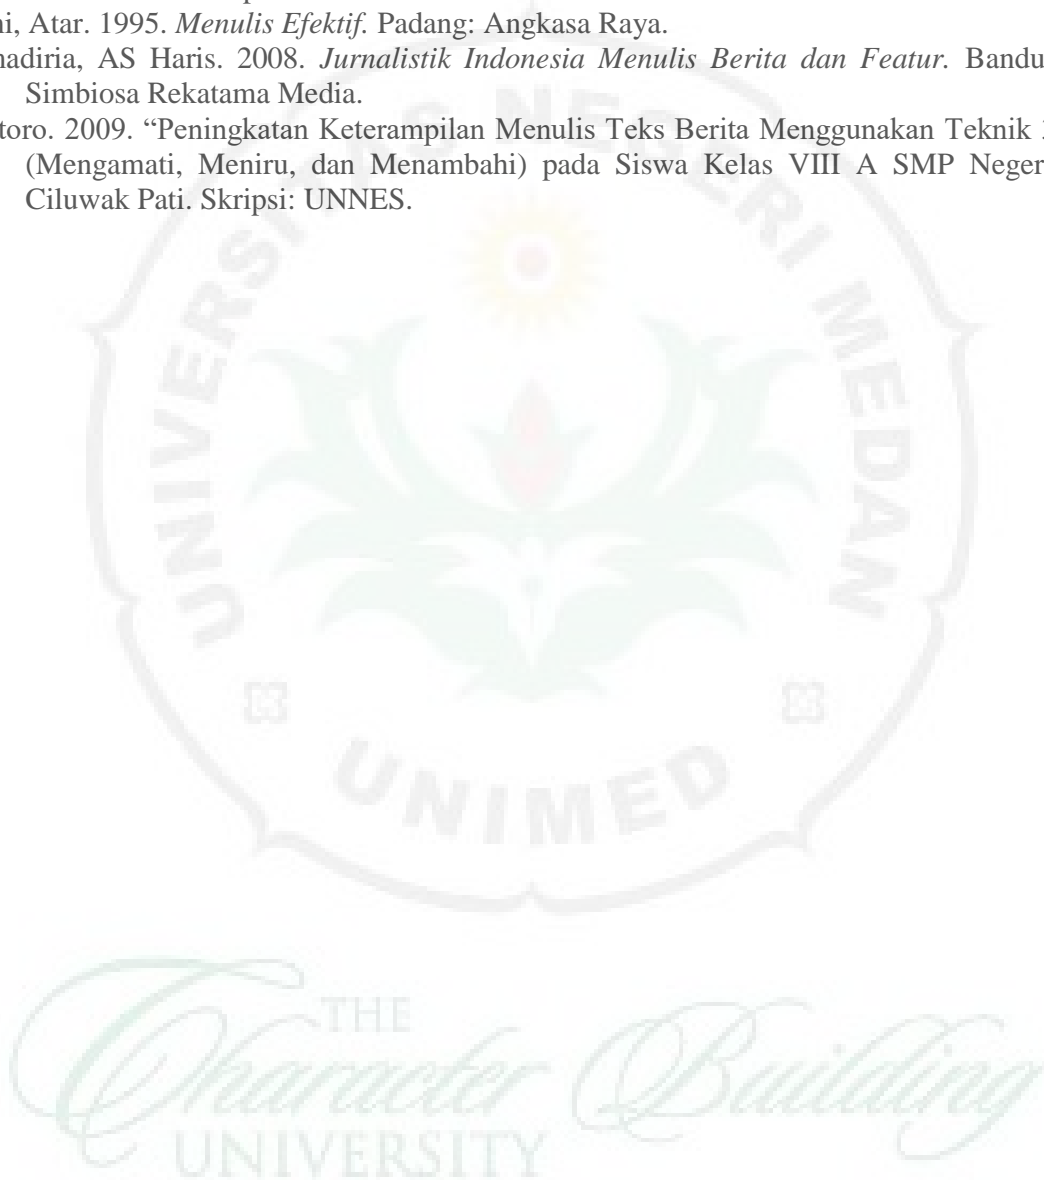 ni, Atar. 1995. Menulis Efektif. Padang: Angkasa Raya.
nadiria, AS Haris. 2008. Jurnalistik Indonesia Menulis Berita dan Featur. Bandu
Simbiosa Rekatama Media.
toro. 2009. “Peningkatan Keterampilan Menulis Teks Berita Menggunakan Teknik
(Mengamati, Meniru, dan Menambahi) pada Siswa Kelas VIII A SMP Neger
Ciluwak Pati. Skripsi: UNNES.
UNIVERSITAS NEGERI MEDAN
UNIMED
THE
Character Building
UNIVERSITY